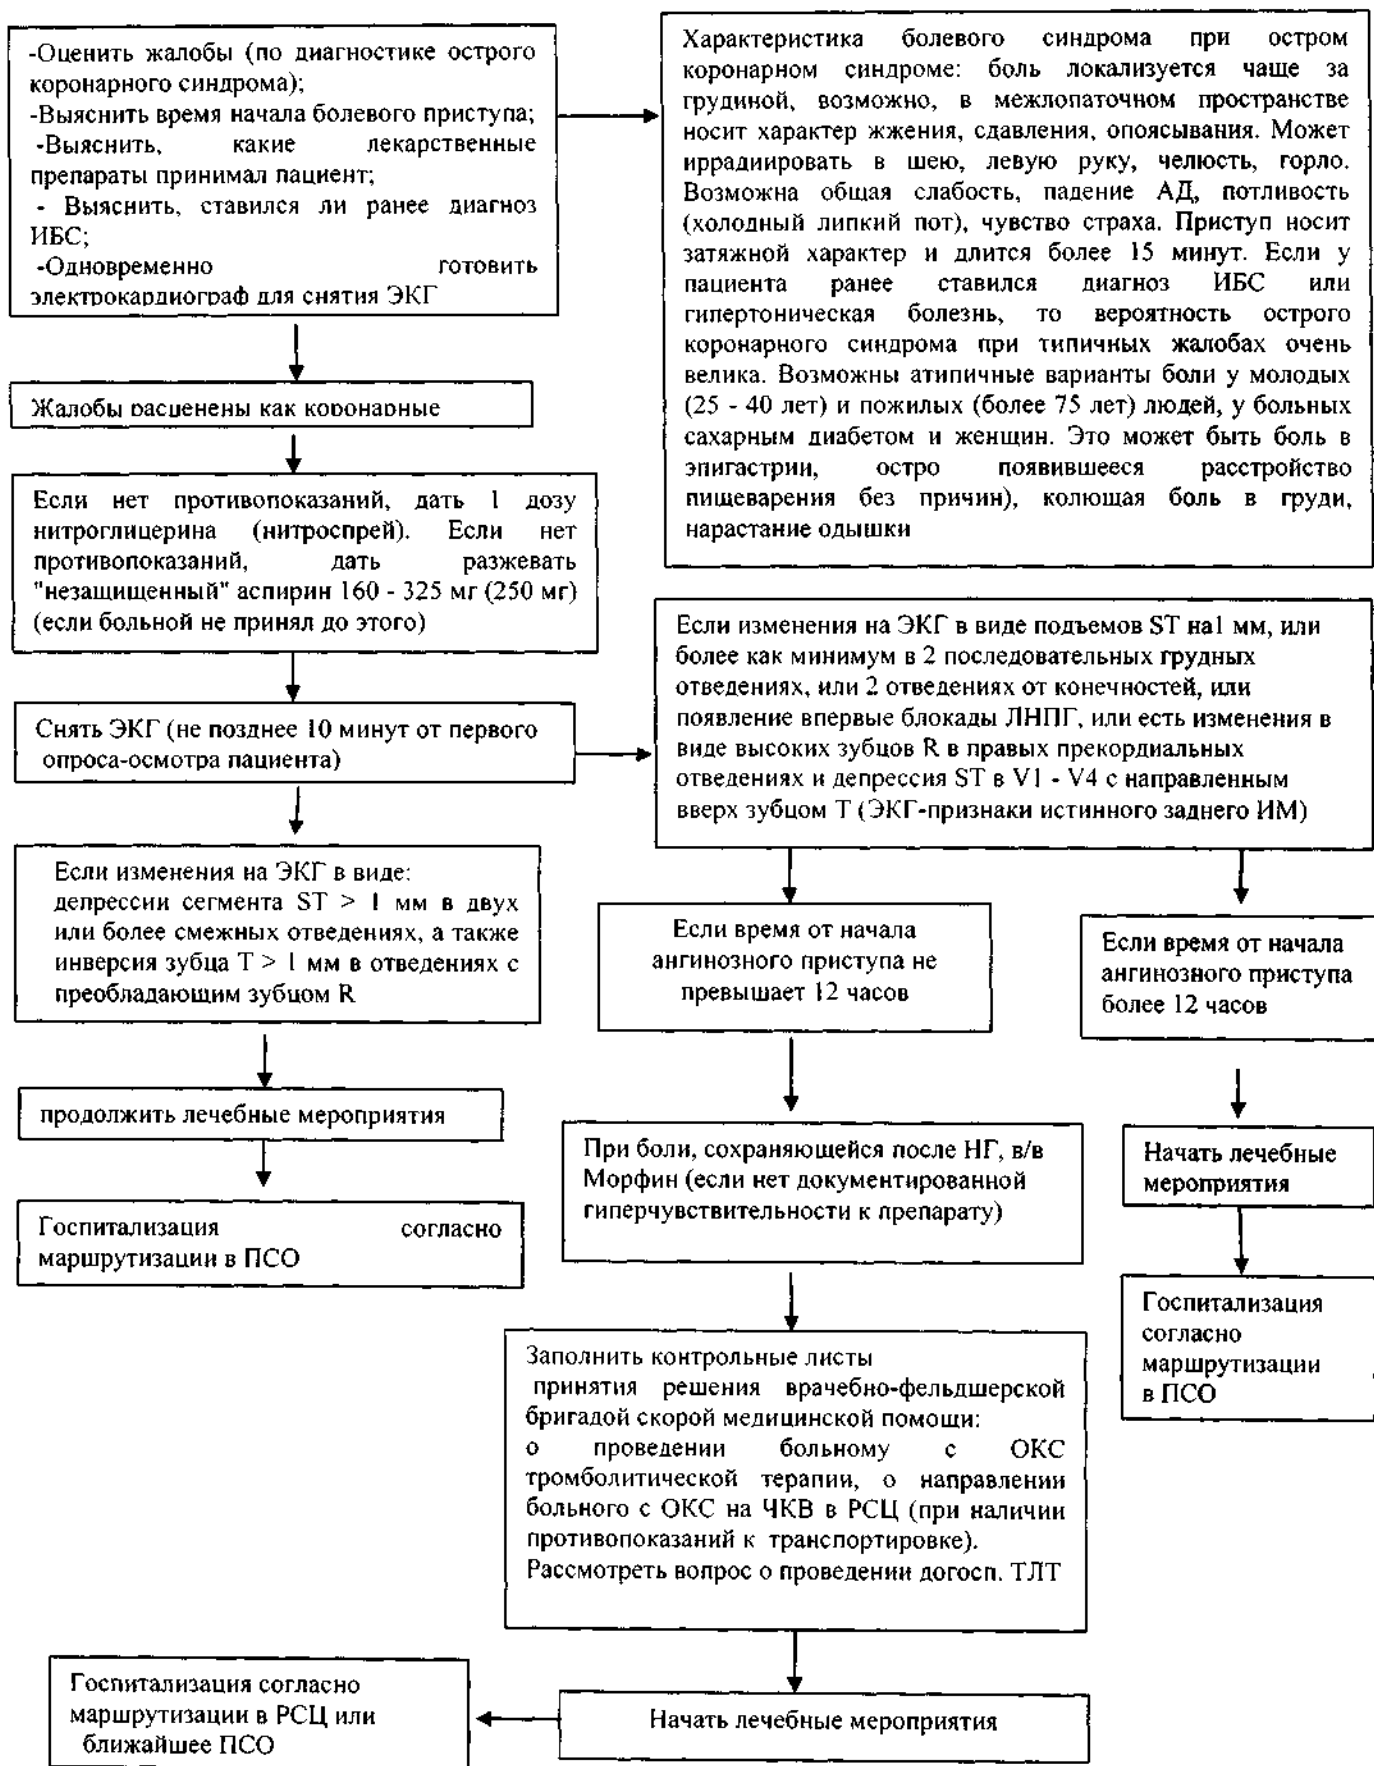 -Оценить жалобы (по диагностике острого
коронарного синдрома);
-Выяснить время начала болевого приступа;
-Выяснить, какие лекарственные
препараты принимал пациент;
- Выяснить, ставился ли ранее диагноз
ИБС;
-Одновременно готовить
электрокардиограф для снятия ЭКГ
Характеристика болевого синдрома при остром
коронарном синдроме: боль локализуется чаще за
грудиной, возможно, в межлопаточном пространстве
носит характер жжения, сдавления, опоясывания. Может
иррадиировать в шею, левую руку, челюсть, горло.
Возможна общая слабость, падение АД, потливость
(холодный липкий пот), чувство страха. Приступ носит
затяжной характер и длится более 15 минут. Если у
пациента ранее ставился диагноз ИБС или
гипертоническая болезнь, то вероятность острого
коронарного синдрома при типичных жалобах очень
велика. Возможны атипичные варианты боли у молодых
(25 - 40 лет) и пожилых (более 75 лет) людей, у больных
сахарным диабетом и женщин. Это может быть боль в
эпигастрии, остро появившееся расстройство
пищеварения без причин), колющая боль в груди,
нарастание одышки
Жалобы расценены как коронарные
Если нет противопоказаний, дать 1 дозу
нитроглицерина (нитроспрей). Если нет
противопоказаний, дать разжевать
"незащищенный" аспирин 160 - 325 мг (250 мг)
(если больной не принял до этого)
Снять ЭКГ (не позднее 10 минут от первого
опроса-осмотра пациента)
Если изменения на ЭКГ в виде подъемов ST на1 мм, или
более как минимум в 2 последовательных грудных
отведениях, или 2 отведениях от конечностей, или
появление впервые блокады ЛНПГ, или есть изменения в
виде высоких зубцов R в правых прекордиальных
отведениях и депрессия ST в V1 - V4 с направленным
вверх зубцом T (ЭКГ-признаки истинного заднего ИМ)
Если изменения на ЭКГ в виде:
депрессии сегмента ST > 1 мм в двух
или более смежных отведениях, а также
инверсия зубца T > 1 мм в отведениях с
преобладающим зубцом R
Если время от начала
ангинозного приступа не
превышает 12 часов
Если время от начала
ангинозного приступа
более 12 часов
продолжить лечебные мероприятия
При боли, сохраняющейся после НГ, в/в
Морфин (если нет документированной
гиперчувствительности к препарату)
Начать лечебные
мероприятия
Госпитализация согласно
маршрутизации в ПСО
Госпитализация
согласно
маршрутизации
в ПСО
Заполнить контрольные листы
принятия решения врачебно-фельдшерской
бригадой скорой медицинской помощи:
о проведении больному с ОКС
тромболитической терапии, о направлении
больного с ОКС на ЧКВ в РСЦ (при наличии
противопоказаний к транспортировке).
Рассмотреть вопрос о проведении догосп. ТЛТ
Начать лечебные мероприятия
Госпитализация согласно
маршрутизации в РСЦ или
ближайшее ПСО